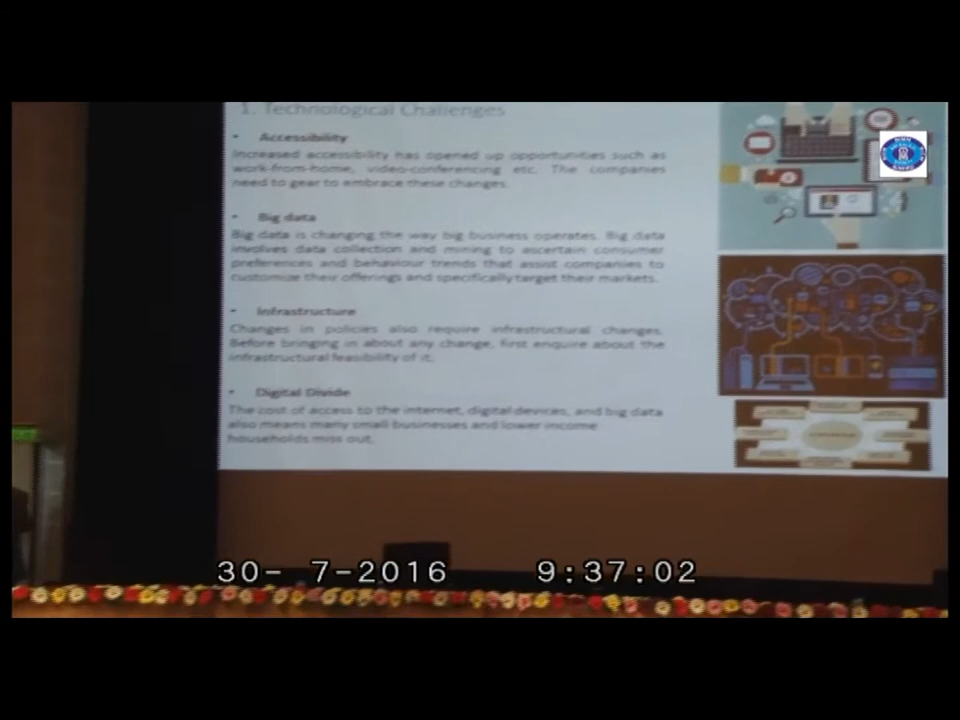 1. Technological Challenges
• Accessibility
Increased accessibility has opened up opportunities such as
work-from-home, video-conferencing etc. The companies
need to gear to embrace these changes.
• Big data
Big data is changing the way big business operates. Big data
involves data collection and mining to ascertain consumer
preferences and behaviour trends that assist companies to
customize their offerings and specifically target their markets.
• Infrastructure
Changes in policies also require infrastructural changes.
Before bringing in about any change, first enquire about the
infrastructural feasibility of it.
• Digital Divide
The cost of access to the internet, digital devices, and big data
also means many small businesses and lower income
households miss out.
30- 7-2016 9:37:02